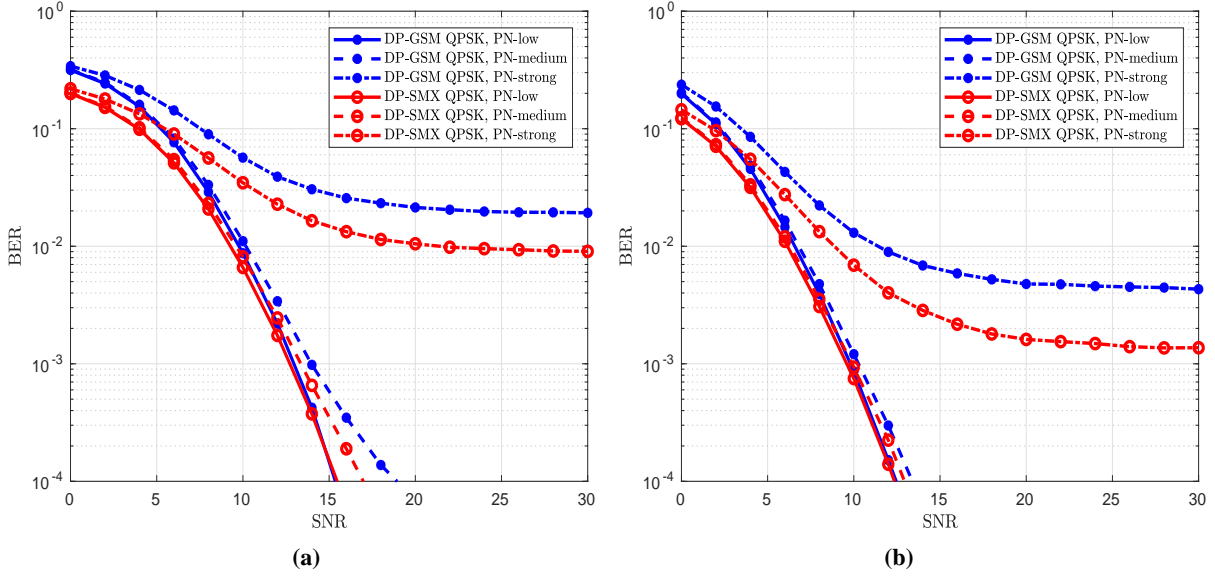 10^0
10^-1
10^-2
10^-3
10^-4
BER
0 5 10 15 20 25 30
SNR
DP-GSM QPSK, PN-low
DP-GSM QPSK, PN-medium
DP-GSM QPSK, PN-strong
DP-SMX QPSK, PN-low
DP-SMX QPSK, PN-medium
DP-SMX QPSK, PN-strong
(a)
10^0
10^-1
10^-2
10^-3
10^-4
BER
0 5 10 15 20 25 30
SNR
DP-GSM QPSK, PN-low
DP-GSM QPSK, PN-medium
DP-GSM QPSK, PN-strong
DP-SMX QPSK, PN-low
DP-SMX QPSK, PN-medium
DP-SMX QPSK, PN-strong
(b)